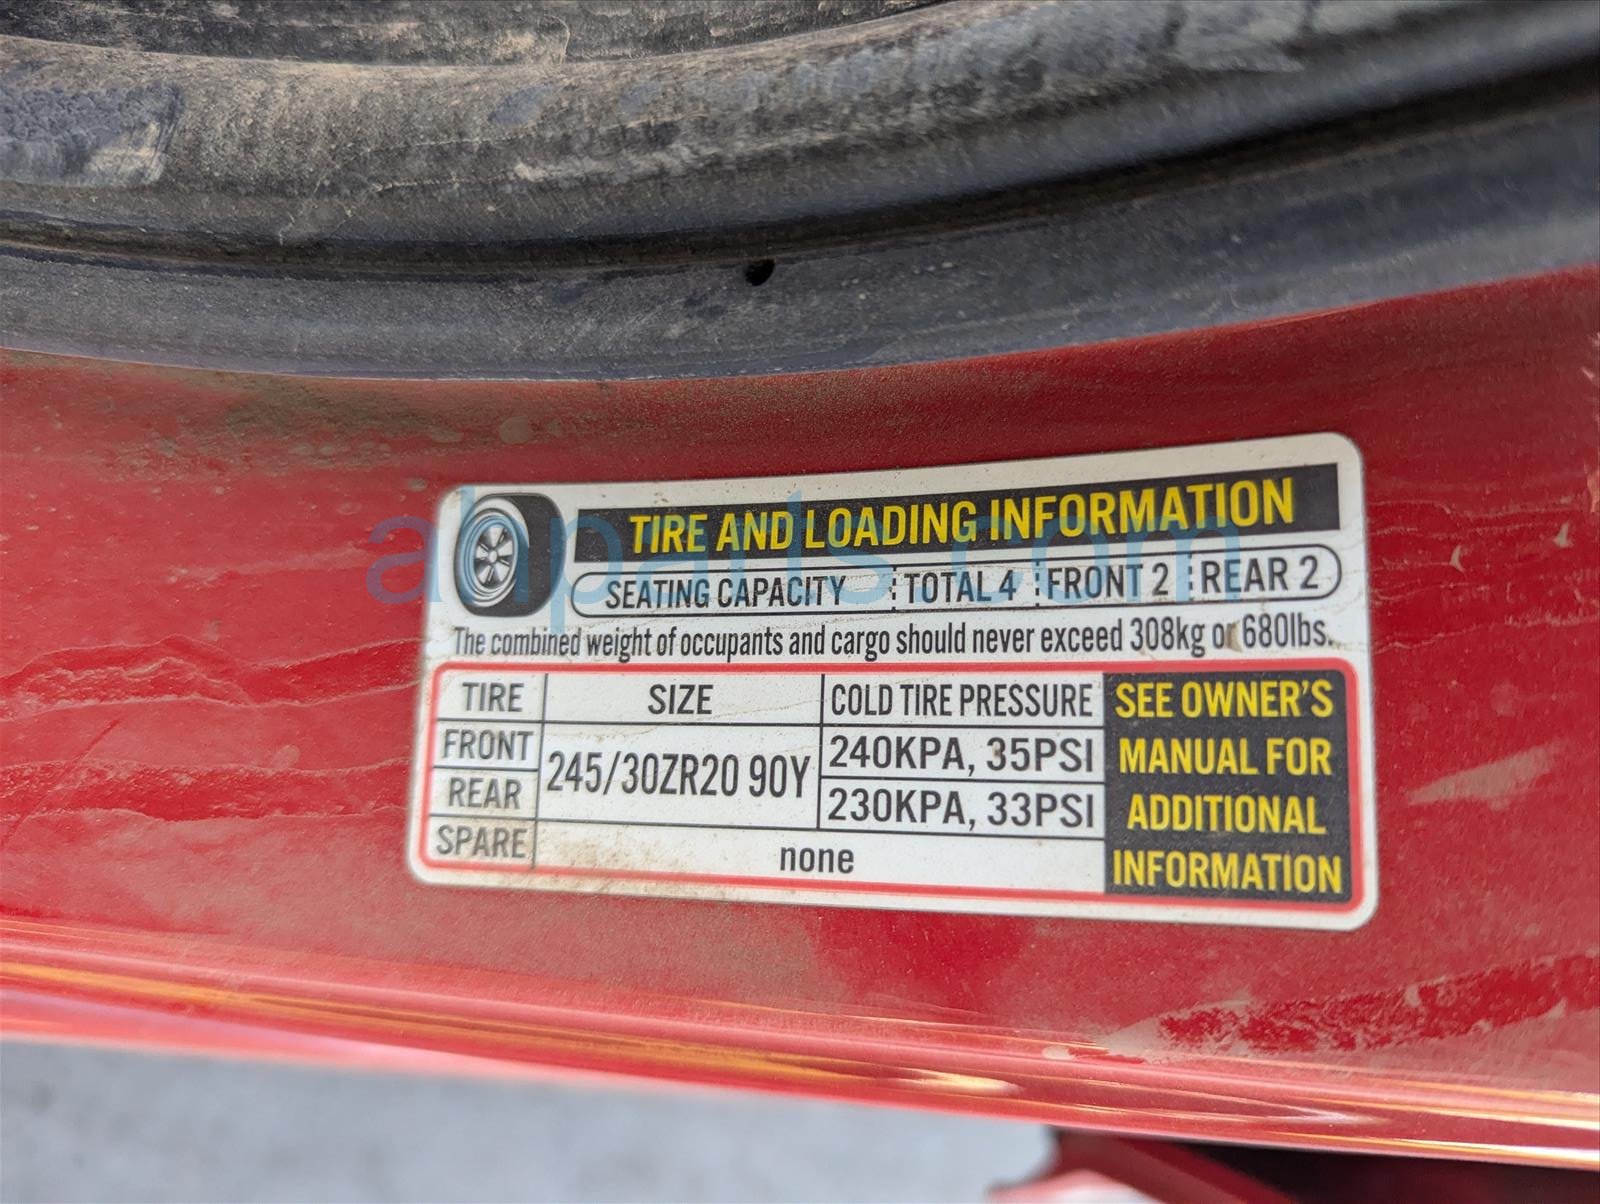 TIRE AND LOADING INFORMATION
SEATING CAPACITY TOTAL 4 FRONT 2 REAR 2
The combined weight of occupants and cargo should never exceed 308kg or 680lbs.
TIRE SIZE COLD TIRE PRESSURE
FRONT 245/30ZR20 90Y 240KPA, 35PSI
REAR 230KPA, 33PSI
SPARE none
SEE OWNER'S
MANUAL FOR
ADDITIONAL
INFORMATION
ahparts.com